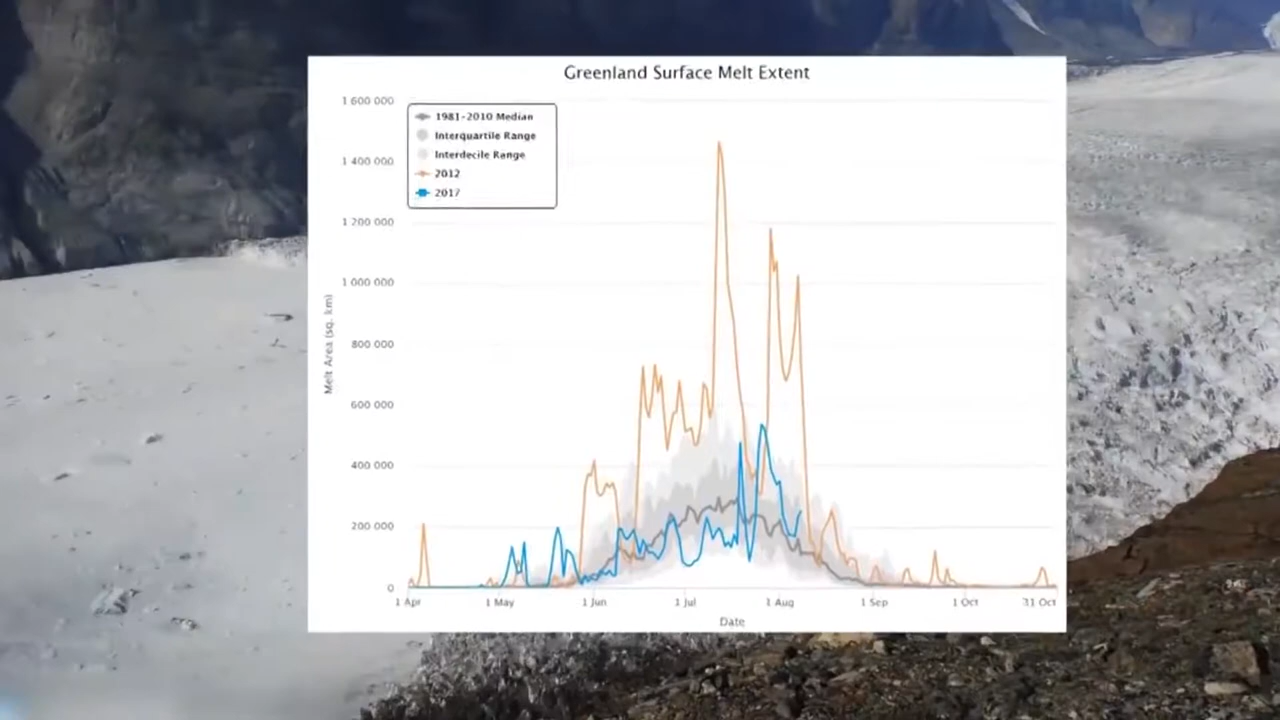 Greenland Surface Melt Extent
1 600 000
1 400 000
1 200 000
1 000 000
800 000
600 000
400 000
200 000
0
Melt Area (sq. km)
1981-2010 Median
Interquartile Range
Interdecile Range
2012
2017
1 Apr
1 May
1 Jun
1 Jul
1 Aug
1 Sep
1 Oct
31 Oct
Date